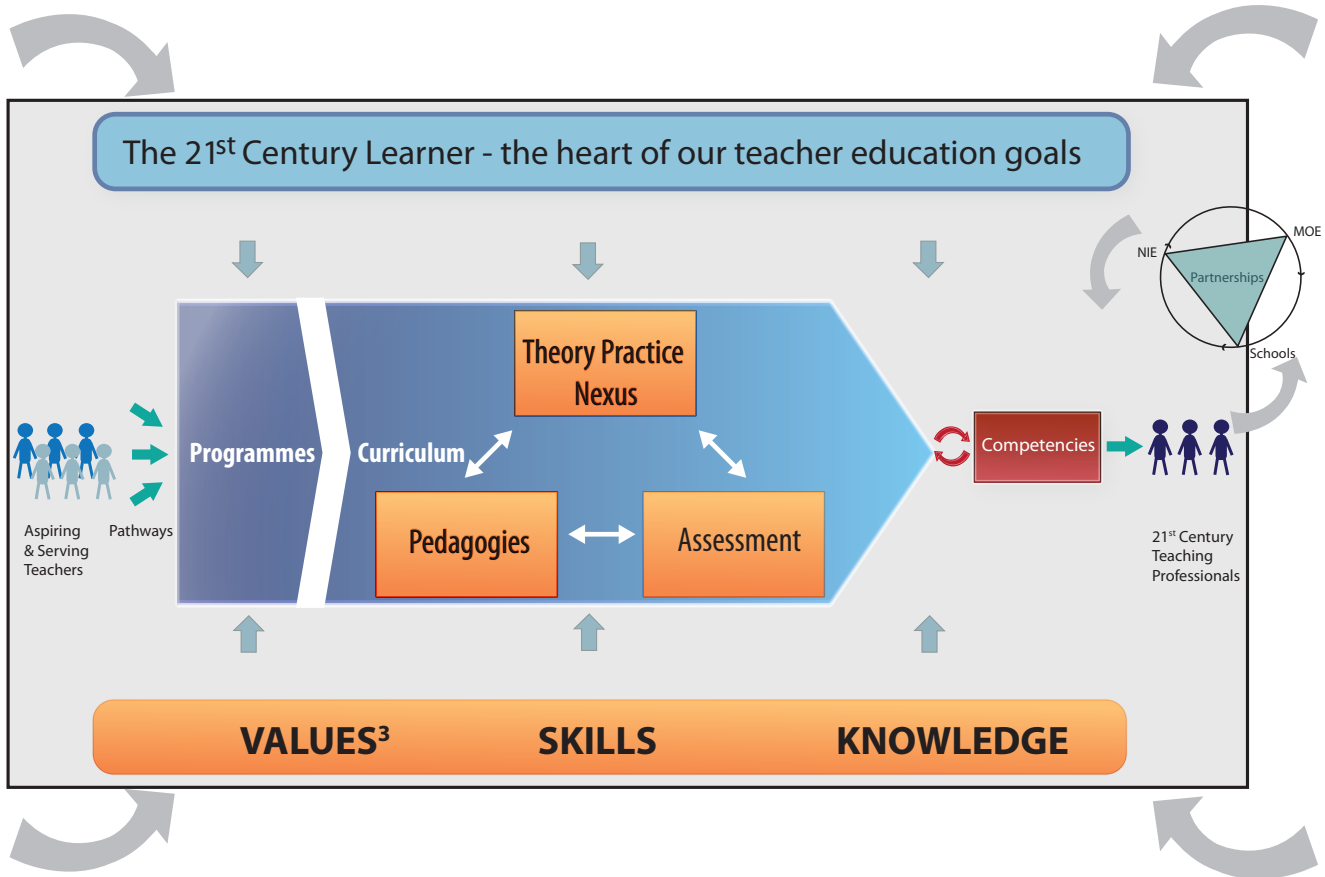 The 21st Century Learner - the heart of our teacher education goals
MOE
NIE
Partnerships
Schools
Theory Practice
Nexus
Programmes
Curriculum
Competencies
Pedagogies
Assessment
Aspiring
& Serving
Teachers
Pathways
21st Century
Teaching
Professionals
VALUES³
SKILLS
KNOWLEDGE